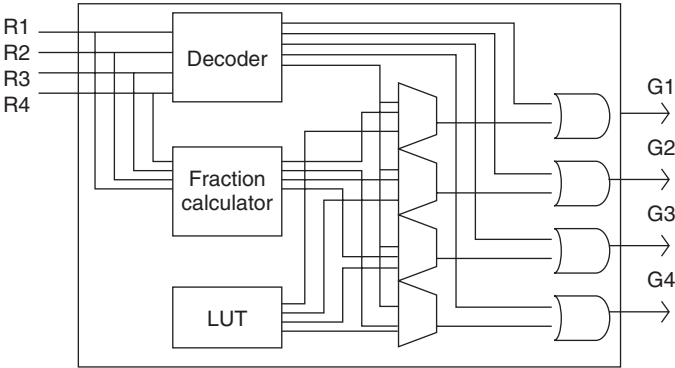 R1
R2
R3
R4
Decoder
Fraction
calculator
LUT
G1
G2
G3
G4